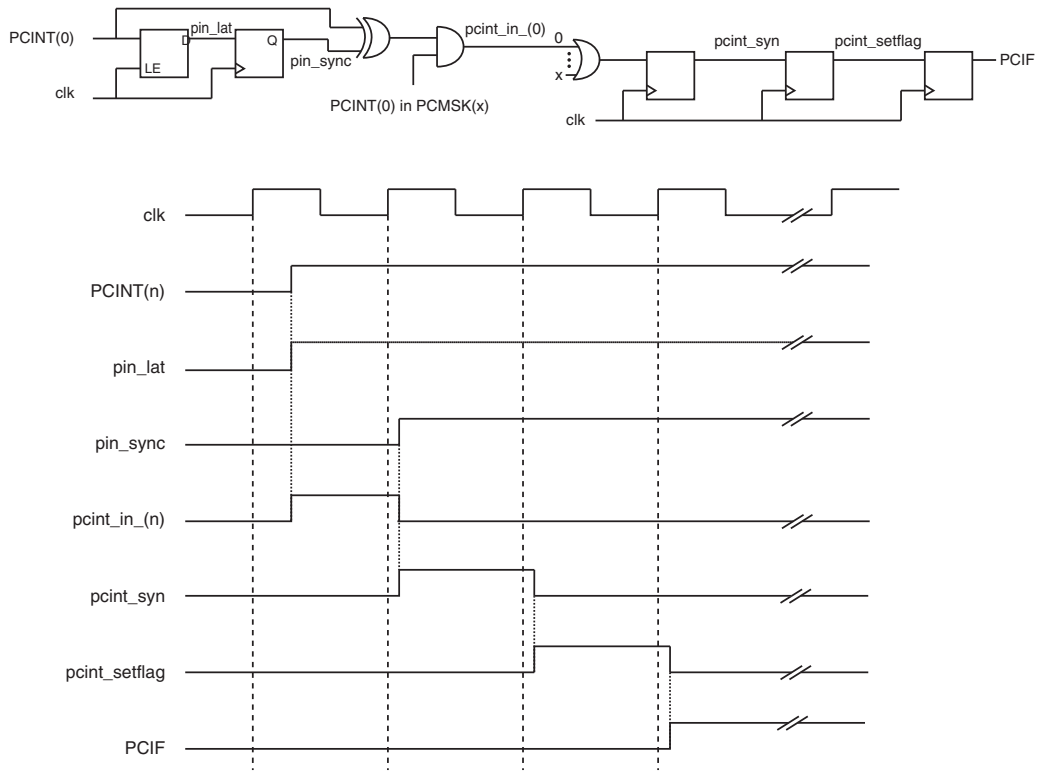 PCINT(0)
pin_lat
D
Q
LE
pin_sync
clk
pcint_in_(0)
0
x
PCINT(0) in PCMSK(x)
pcint_syn
pcint_setflag
PCIF
clk
clk
PCINT(n)
pin_lat
pin_sync
pcint_in_(n)
pcint_syn
pcint_setflag
PCIF